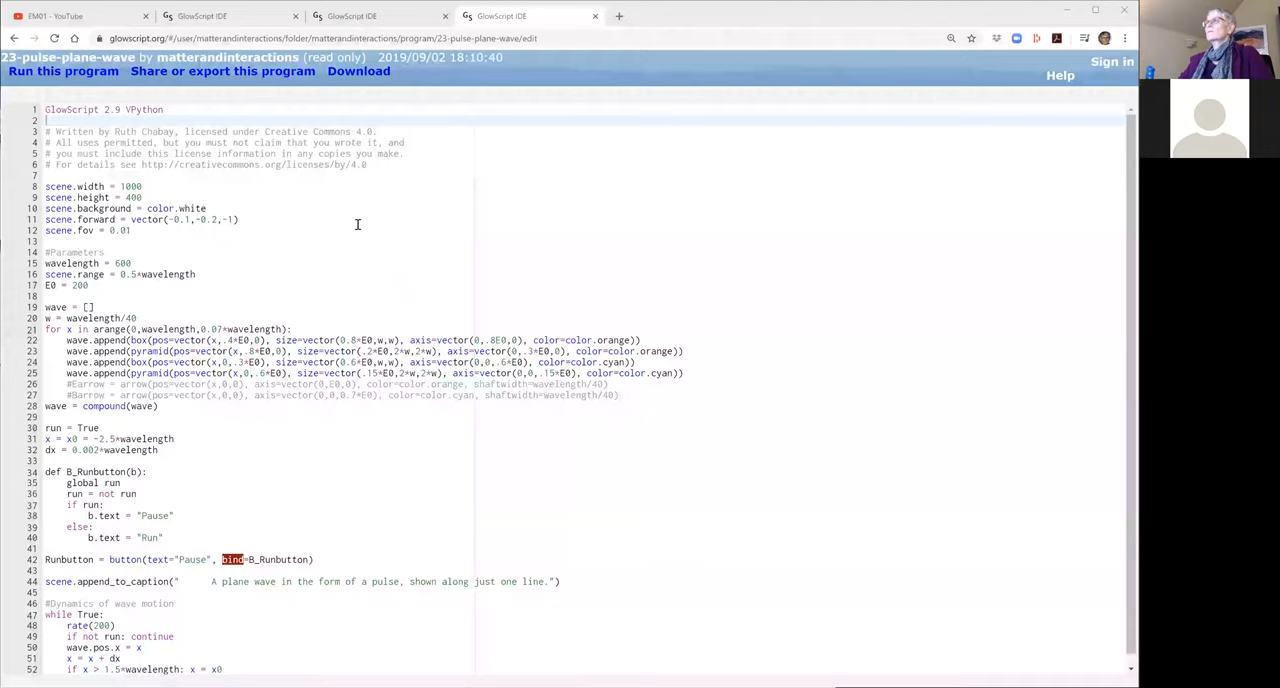 EM01 - YouTube
GlowScript IDE
GlowScript IDE
GlowScript IDE
glowscript.org/#/user/matterandinteractions/folder/matterandinteractions/program/23-pulse-plane-wave/edit
23-pulse-plane-wave by matterandinteractions (read only) 2019/09/02 18:10:40
Sign in
Run this program Share or export this program Download
Help
1 GlowScript 2.9 VPython
2
3 # Written by Ruth Chabay, licensed under Creative Commons 4.0.
4 # All uses permitted, but you must not claim that you wrote it, and
5 # you must include this license information in any copies you make.
6 # For details see http://creativecommons.org/licenses/by/4.0
7
8 scene.width = 1000
9 scene.height = 400
10 scene.background = color.white
11 scene.forward = vector(-0.1,-0.2,-1)
12 scene.fov = 0.01
13
14 #Parameters
15 wavelength = 600
16 scene.range = 0.5*wavelength
17 E0 = 200
18
19 wave = []
20 w = wavelength/40
21 for x in arange(0,wavelength,0.07*wavelength):
22 wave.append(box(pos=vector(x,.4*E0,0), size=vector(0.8*E0,w,w), axis=vector(0,.8E0,0), color=color.orange))
23 wave.append(pyramid(pos=vector(x,.8*E0,0), size=vector(.2*E0,2*w,2*w), axis=vector(0,.3*E0,0), color=color.orange))
24 wave.append(box(pos=vector(x,0,.3*E0), size=vector(0.6*E0,w,w), axis=vector(0,0,.6*E0), color=color.cyan))
25 wave.append(pyramid(pos=vector(x,0,.6*E0), size=vector(.15*E0,2*w,2*w), axis=vector(0,0,.15*E0), color=color.cyan))
26 #Earrow = arrow(pos=vector(x,0,0), axis=vector(0,E0,0), color=color.orange, shaftwidth=wavelength/40)
27 #Barrow = arrow(pos=vector(x,0,0), axis=vector(0,0,0.7*E0), color=color.cyan, shaftwidth=wavelength/40)
28 wave = compound(wave)
29
30 run = True
31 x = x0 = -2.5*wavelength
32 dx = 0.002*wavelength
33
34 def B_Runbutton(b):
35 global run
36 run = not run
37 if run:
38 b.text = "Pause"
39 else:
40 b.text = "Run"
41
42 Runbutton = button(text="Pause", bind=B_Runbutton)
43
44 scene.append_to_caption(" A plane wave in the form of a pulse, shown along just one line.")
45
46 #Dynamics of wave motion
47 while True:
48 rate(200)
49 if not run: continue
50 wave.pos.x = x
51 x = x + dx
52 if x > 1.5*wavelength: x = x0